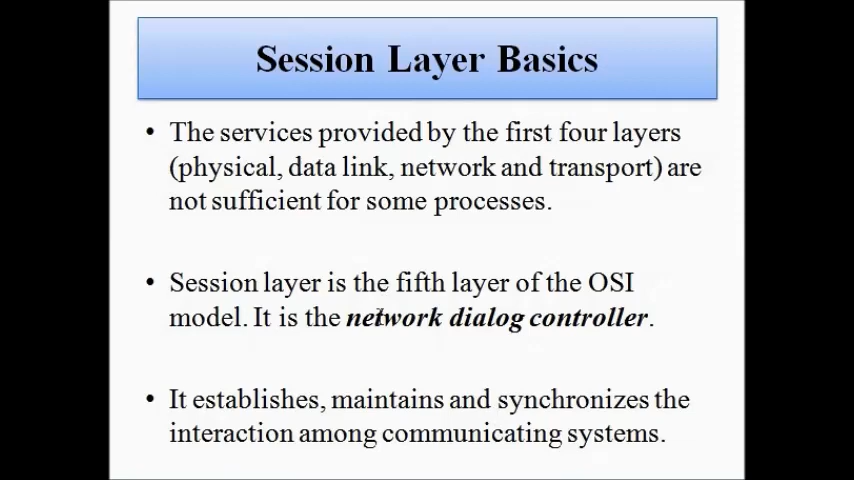 Session Layer Basics
• The services provided by the first four layers
(physical, data link, network and transport) are
not sufficient for some processes.
• Session layer is the fifth layer of the OSI
model. It is the network dialog controller.
• It establishes, maintains and synchronizes the
interaction among communicating systems.